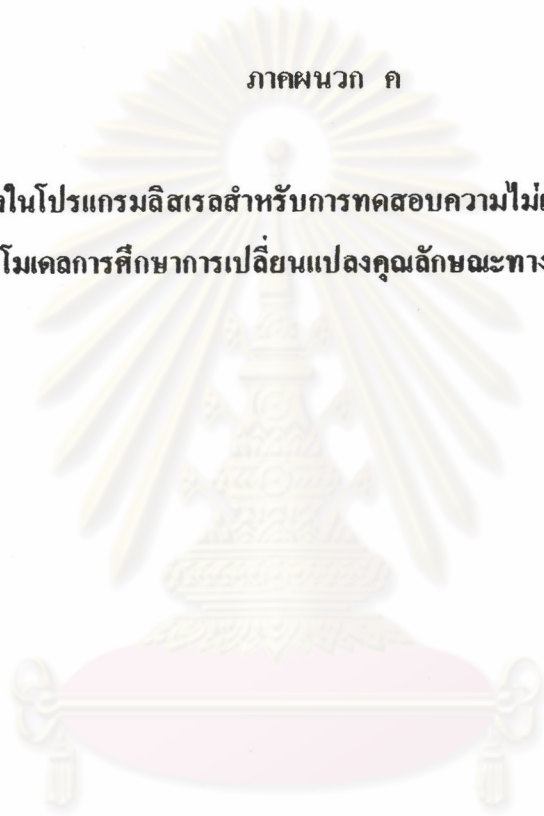 ภาคผนวก ค
ในโปรแกรมลิสเรลสำหรับการทดสอบความไม่
โมเดลการศึกษาการเปลี่ยนแปลงคุณลักษณะทาง